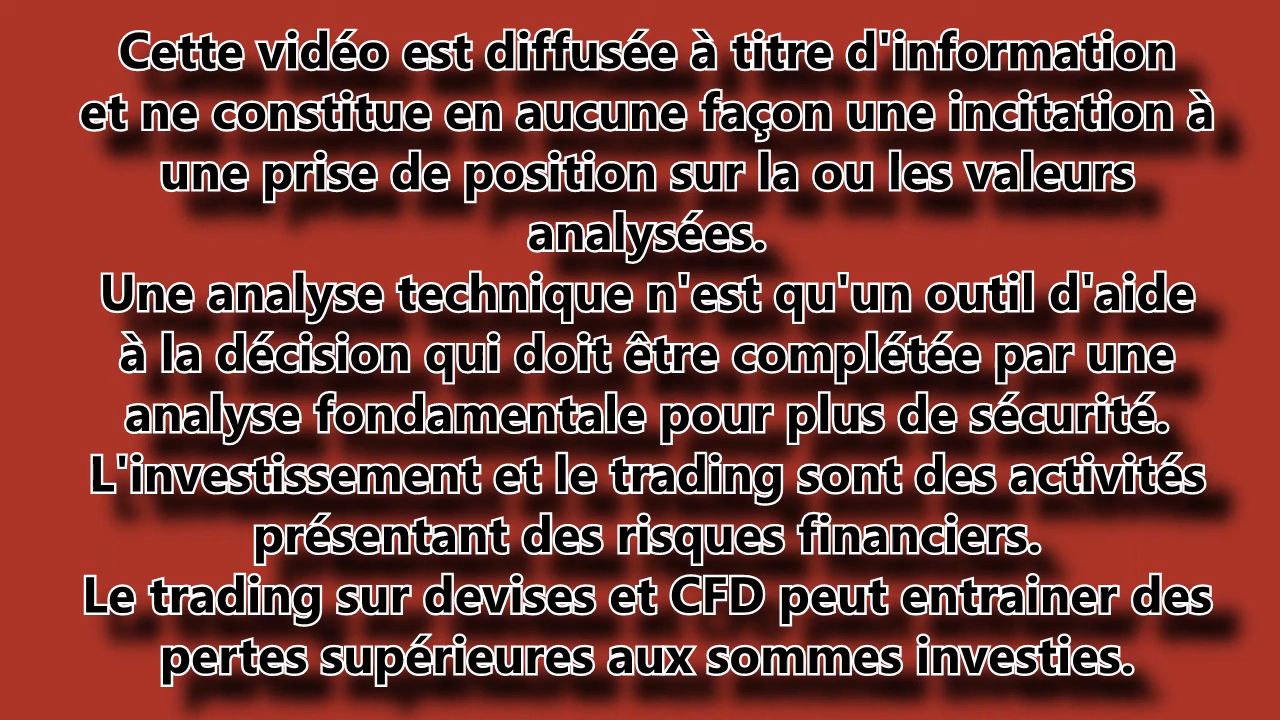 Cette vidéo est diffusée à titre d'information
et ne constitue en aucune façon une incitation à
une prise de position sur la ou les valeurs
analysées.
Une analyse technique n'est qu'un outil d'aide
à la décision qui doit être complétée par une
analyse fondamentale pour plus de sécurité.
L'investissement et le trading sont des activités
présentant des risques financiers.
Le trading sur devises et CFD peut entrainer des
pertes supérieures aux sommes investies.